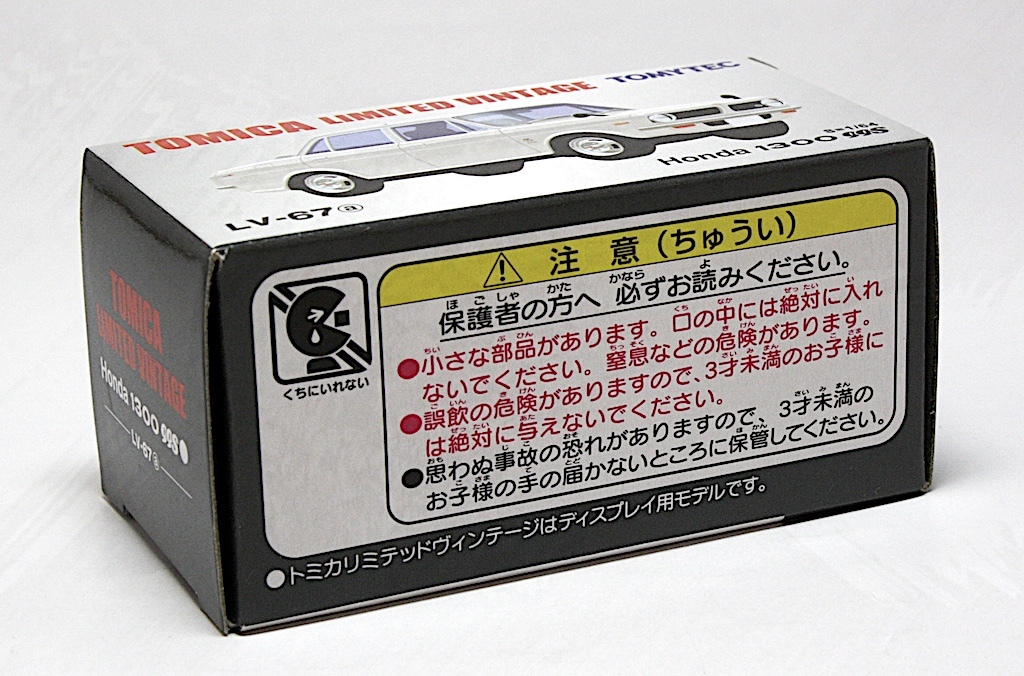 TOMICA LIMITED VINTAGE TOMYTEC
S=1/64
LV-67ⓐ Honda 1300 99S
TOMICA
LIMITED VINTAGE
Honda 1300 99S
LV-67ⓐ
くちにいれない
⚠ 注 意 (ちゅうい)
保護者の方へ 必ずお読みください。
●小さな部品があります。口の中には絶対に入れ
ないでください。窒息などの危険があります。
●誤飲の危険がありますので、3才未満のお子様に
は絶対に与えないでください。
●思わぬ事故の恐れがありますので、3才未満の
お子様の手の届かないところに保管してください。
●トミカリミテッドヴィンテージはディスプレイ用モデルです。